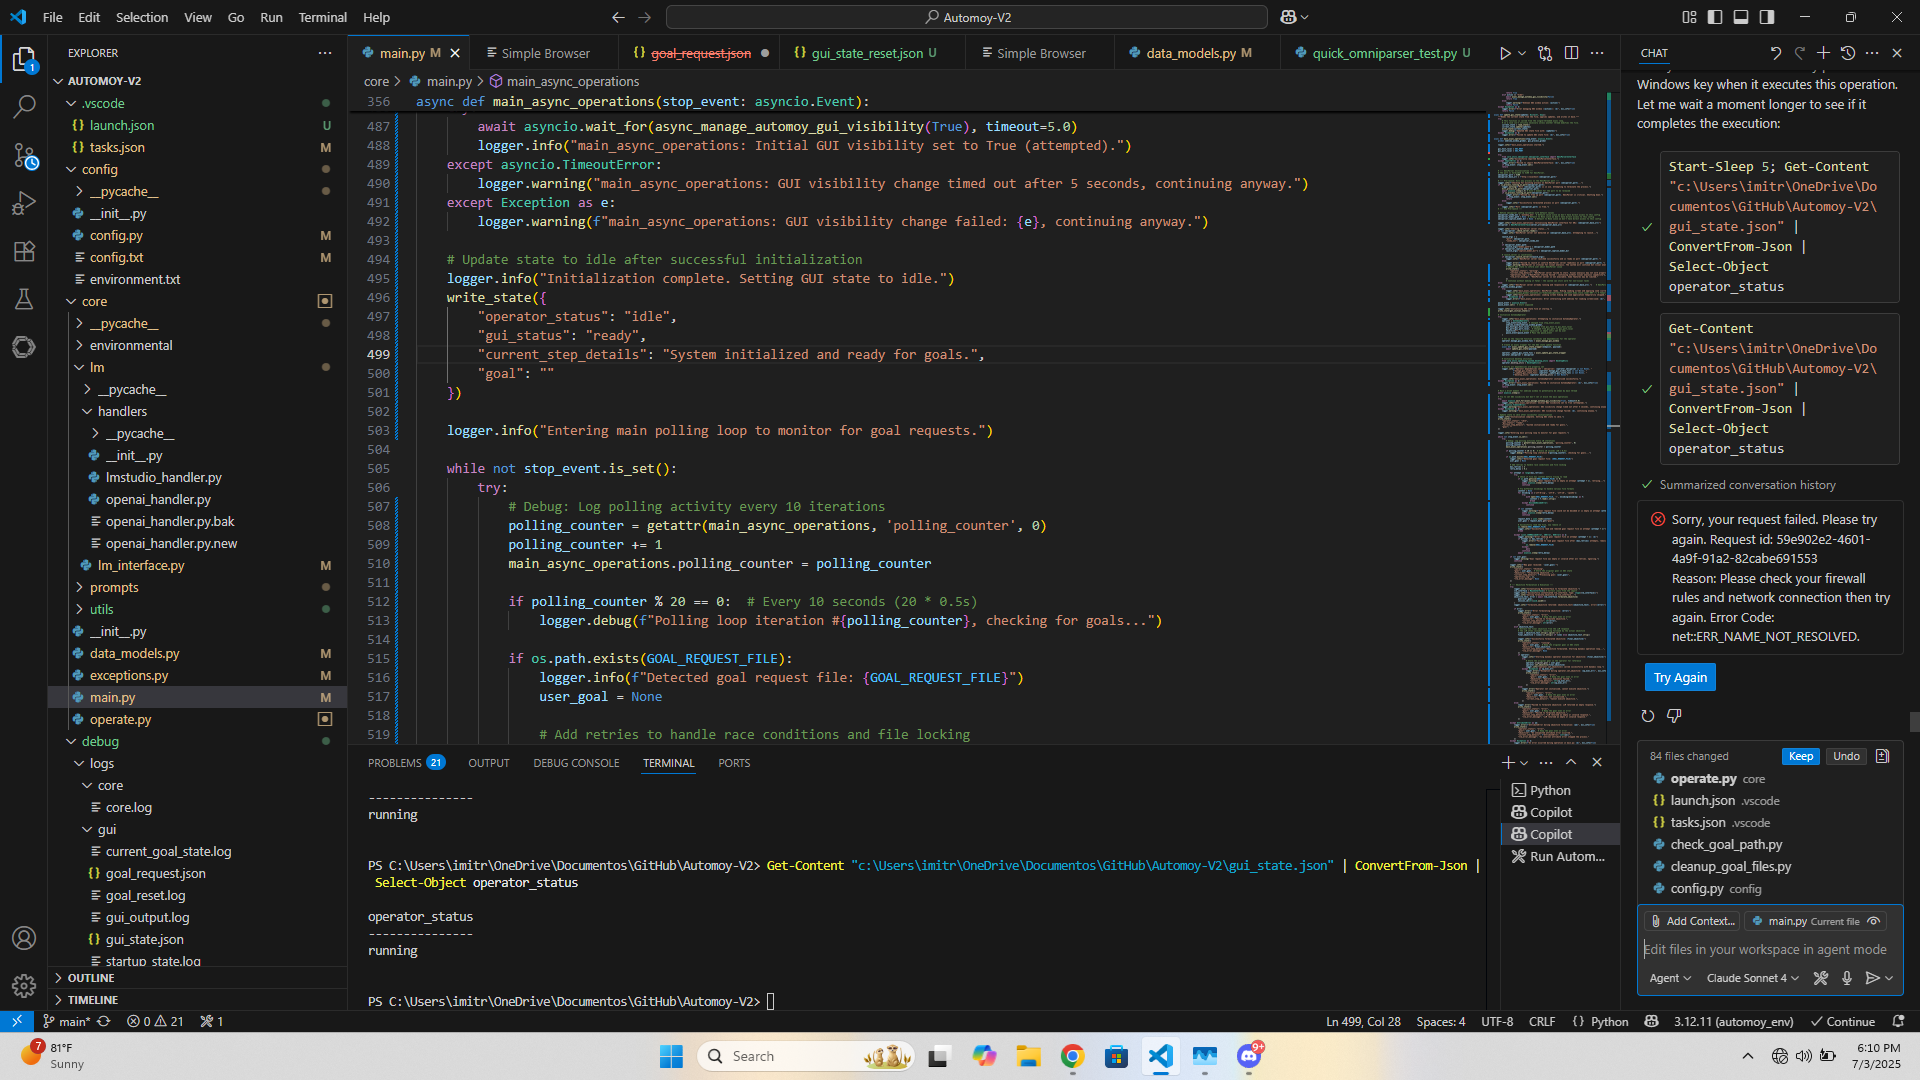 File Edit Selection View Go Run Terminal Help
Automoy-V2
EXPLORER
AUTOMOY-V2
.vscode
launch.json U
tasks.json M
config
__pycache__
__init__.py
config.py M
config.txt M
environment.txt
core
__pycache__
environmental
lm
__pycache__
handlers
__pycache__
__init__.py
lmstudio_handler.py
openai_handler.py
openai_handler.py.bak
openai_handler.py.new
lm_interface.py M
prompts
utils
__init__.py
data_models.py M
exceptions.py M
main.py M
operate.py
debug
logs
core
core.log
gui
current_goal_state.log
goal_request.json
goal_reset.log
gui_output.log
gui_state.json
startup_state.log
OUTLINE
TIMELINE
main.py M
Simple Browser
goal_request.json
gui_state_reset.json U
Simple Browser
data_models.py M
quick_omniparser_test.py U
core > main.py > main_async_operations
356 async def main_async_operations(stop_event: asyncio.Event):
487 await asyncio.wait_for(async_manage_automoy_gui_visibility(True), timeout=5.0)
488 logger.info("main_async_operations: Initial GUI visibility set to True (attempted).")
489 except asyncio.TimeoutError:
490 logger.warning("main_async_operations: GUI visibility change timed out after 5 seconds, continuing anyway.")
491 except Exception as e:
492 logger.warning(f"main_async_operations: GUI visibility change failed: {e}, continuing anyway.")
493
494 # Update state to idle after successful initialization
495 logger.info("Initialization complete. Setting GUI state to idle.")
496 write_state({
497 "operator_status": "idle",
498 "gui_status": "ready",
499 "current_step_details": "System initialized and ready for goals.",
500 "goal": ""
501 })
502
503 logger.info("Entering main polling loop to monitor for goal requests.")
504
505 while not stop_event.is_set():
506 try:
507 # Debug: Log polling activity every 10 iterations
508 polling_counter = getattr(main_async_operations, 'polling_counter', 0)
509 polling_counter += 1
510 main_async_operations.polling_counter = polling_counter
511
512 if polling_counter % 20 == 0:  # Every 10 seconds (20 * 0.5s)
513 logger.debug(f"Polling loop iteration #{polling_counter}, checking for goals...")
514
515 if os.path.exists(GOAL_REQUEST_FILE):
516 logger.info(f"Detected goal request file: {GOAL_REQUEST_FILE}")
517 user_goal = None
518
519 # Add retries to handle race conditions and file locking
PROBLEMS 21 OUTPUT DEBUG CONSOLE TERMINAL PORTS
---------------
running
PS C:\Users\imitr\OneDrive\Documentos\GitHub\Automoy-V2> Get-Content "c:\Users\imitr\OneDrive\Documentos\GitHub\Automoy-V2\gui_state.json" | ConvertFrom-Json |
Select-Object operator_status
operator_status
---------------
running
PS C:\Users\imitr\OneDrive\Documentos\GitHub\Automoy-V2>
Python
Copilot
Copilot
Run Autom...
CHAT
Windows key when it executes this operation.
Let me wait a moment longer to see if it
completes the execution:
Start-Sleep 5; Get-Content
"c:\Users\imitr\OneDrive\Do
cumentos\GitHub\Automoy-V2\
gui_state.json" |
ConvertFrom-Json |
Select-Object
operator_status
Get-Content
"c:\Users\imitr\OneDrive\Do
cumentos\GitHub\Automoy-V2\
gui_state.json" |
ConvertFrom-Json |
Select-Object
operator_status
Summarized conversation history
Sorry, your request failed. Please try
again. Request id: 59e902e2-4601-
4a9f-91a2-82cabe691553
Reason: Please check your firewall
rules and network connection then try
again. Error Code:
net::ERR_NAME_NOT_RESOLVED.
Try Again
84 files changed Keep Undo
operate.py core
launch.json .vscode
tasks.json .vscode
check_goal_path.py
cleanup_goal_files.py
config.py config
Add Context... main.py Current file
Edit files in your workspace in agent mode
Agent Claude Sonnet 4
main* 0 21 1
Ln 499, Col 28 Spaces: 4 UTF-8 CRLF {} Python 3.12.11 (automoy_env) Continue
7 81°F
Sunny
Search
9+
6:10 PM
7/3/2025